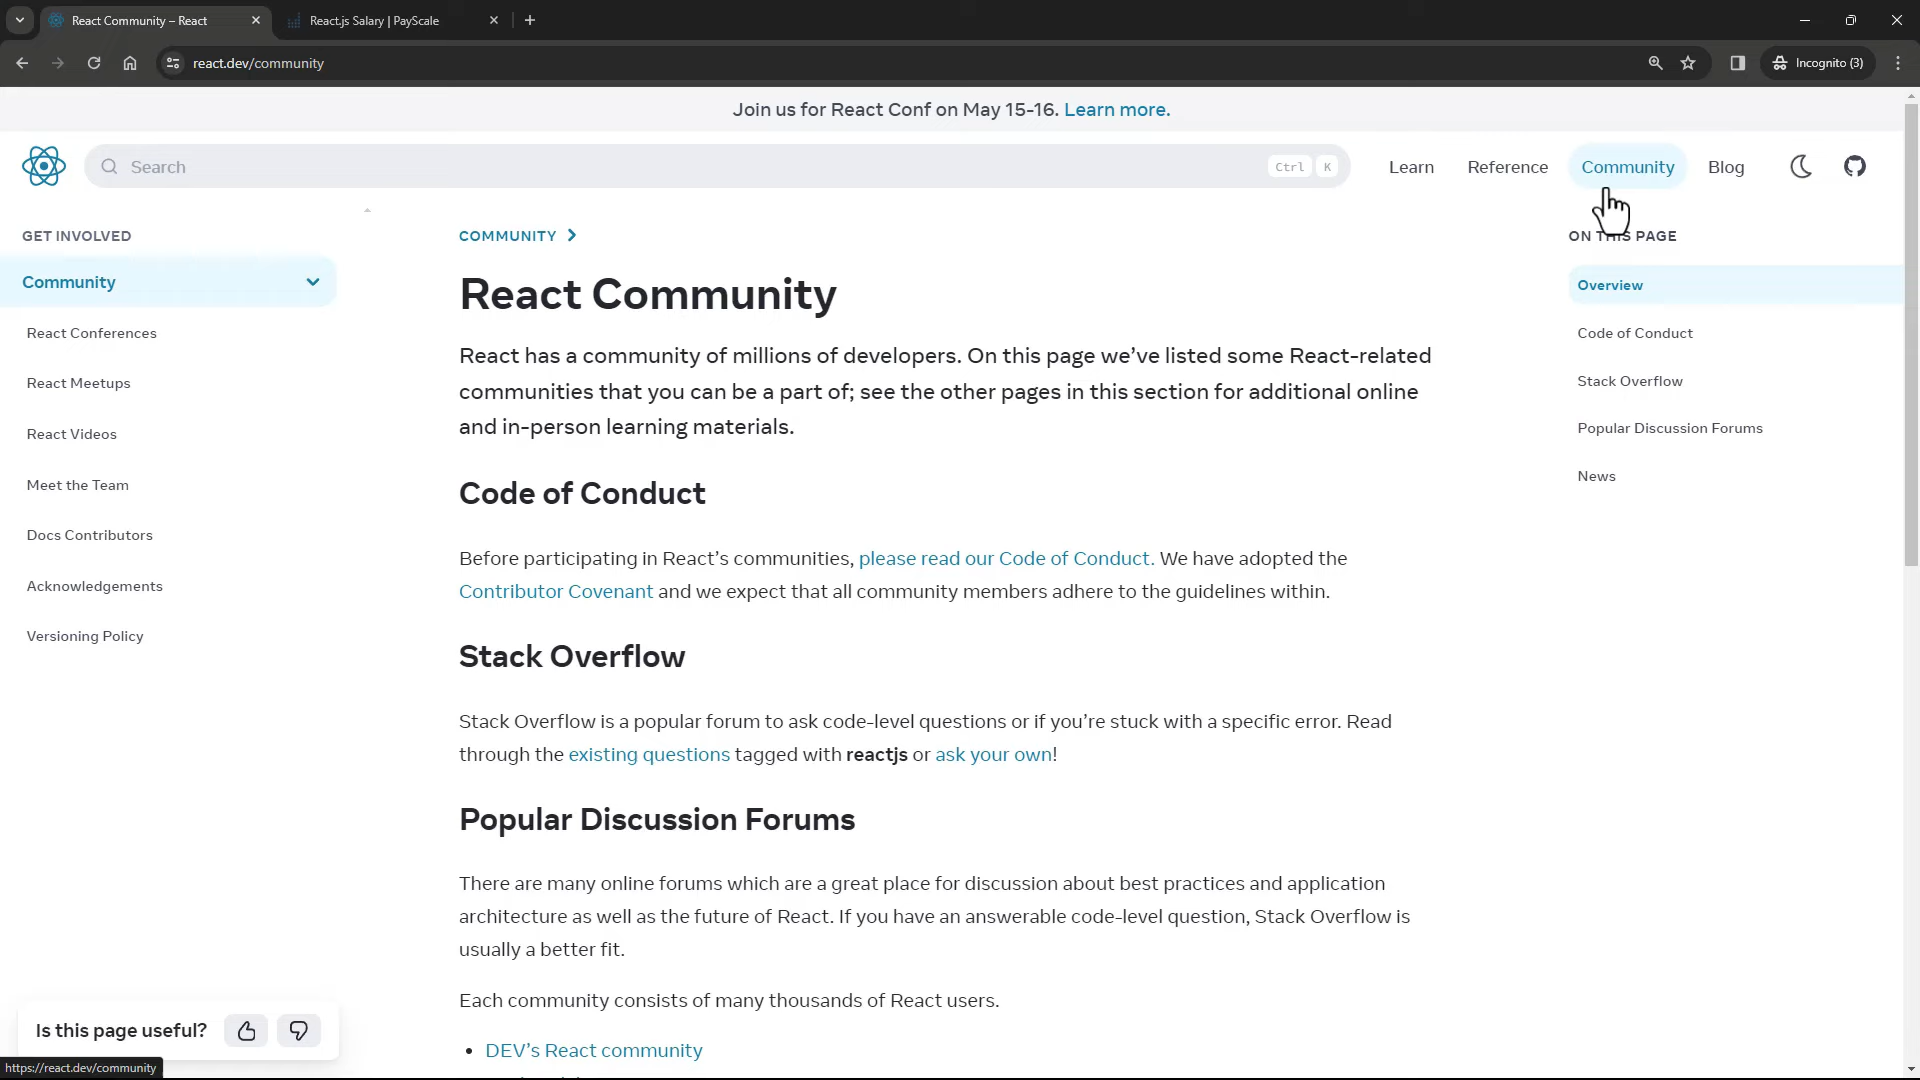 React Community – React
React.js Salary | PayScale
react.dev/community
Incognito (3)
Join us for React Conf on May 15-16. Learn more.
Search
Ctrl K
Learn
Reference
Community
Blog
GET INVOLVED
Community
React Conferences
React Meetups
React Videos
Meet the Team
Docs Contributors
Acknowledgements
Versioning Policy
COMMUNITY
React Community
React has a community of millions of developers. On this page we’ve listed some React-related
communities that you can be a part of; see the other pages in this section for additional online
and in-person learning materials.
Code of Conduct
Before participating in React’s communities, please read our Code of Conduct. We have adopted the
Contributor Covenant and we expect that all community members adhere to the guidelines within.
Stack Overflow
Stack Overflow is a popular forum to ask code-level questions or if you’re stuck with a specific error. Read
through the existing questions tagged with reactjs or ask your own!
Popular Discussion Forums
There are many online forums which are a great place for discussion about best practices and application
architecture as well as the future of React. If you have an answerable code-level question, Stack Overflow is
usually a better fit.
Each community consists of many thousands of React users.
• DEV’s React community
ON THIS PAGE
Overview
Code of Conduct
Stack Overflow
Popular Discussion Forums
News
Is this page useful?
https://react.dev/community